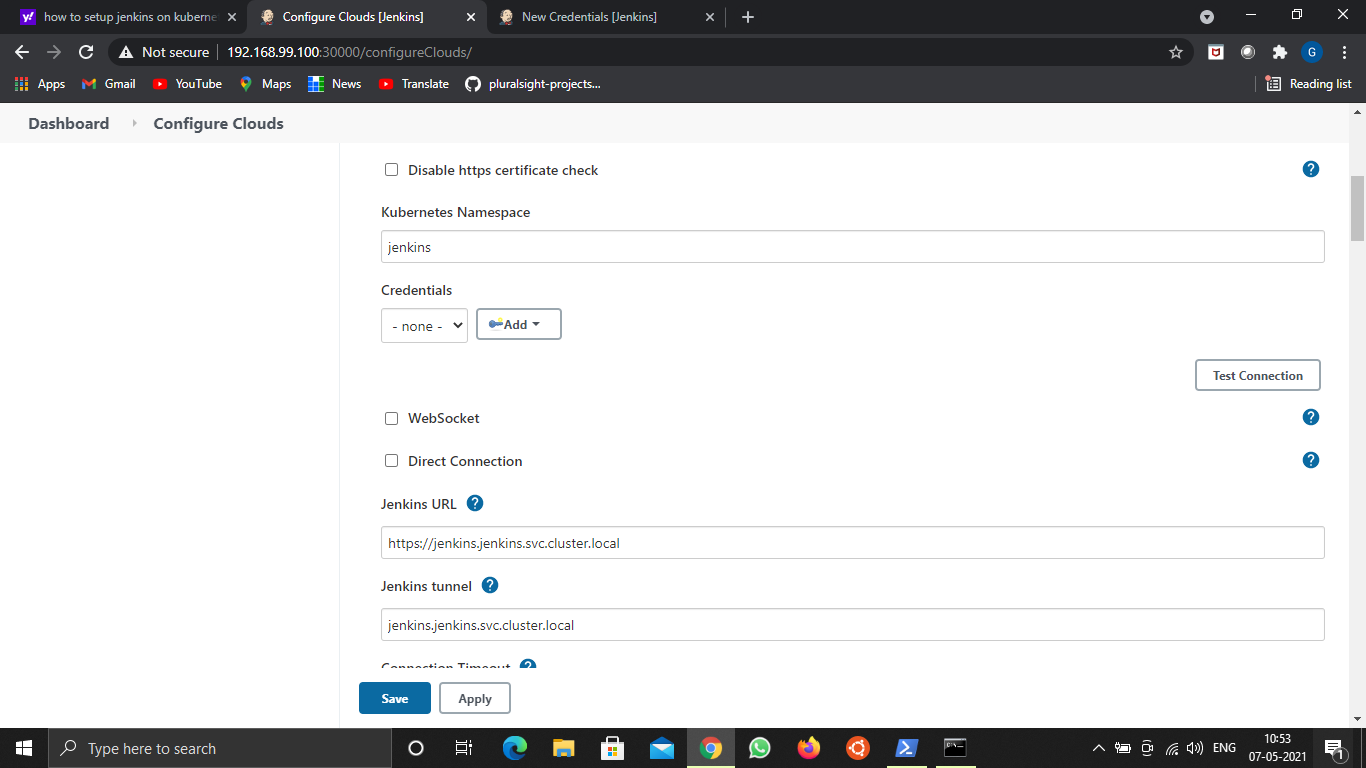 how to setup jenkins on kuberne
Configure Clouds [Jenkins]
New Credentials [Jenkins]
Not secure
192.168.99.100:30000/configureClouds/
G
Apps
Gmail
YouTube
Maps
News
Translate
pluralsight-projects...
Reading list
Dashboard
Configure Clouds
Disable https certificate check
?
Kubernetes Namespace
jenkins
Credentials
- none -
Add
Test Connection
WebSocket
?
Direct Connection
?
Jenkins URL ?
https://jenkins.jenkins.svc.cluster.local
Jenkins tunnel ?
jenkins.jenkins.svc.cluster.local
Connection Timeout ?
Save
Apply
Type here to search
ENG
10:53
07-05-2021
1